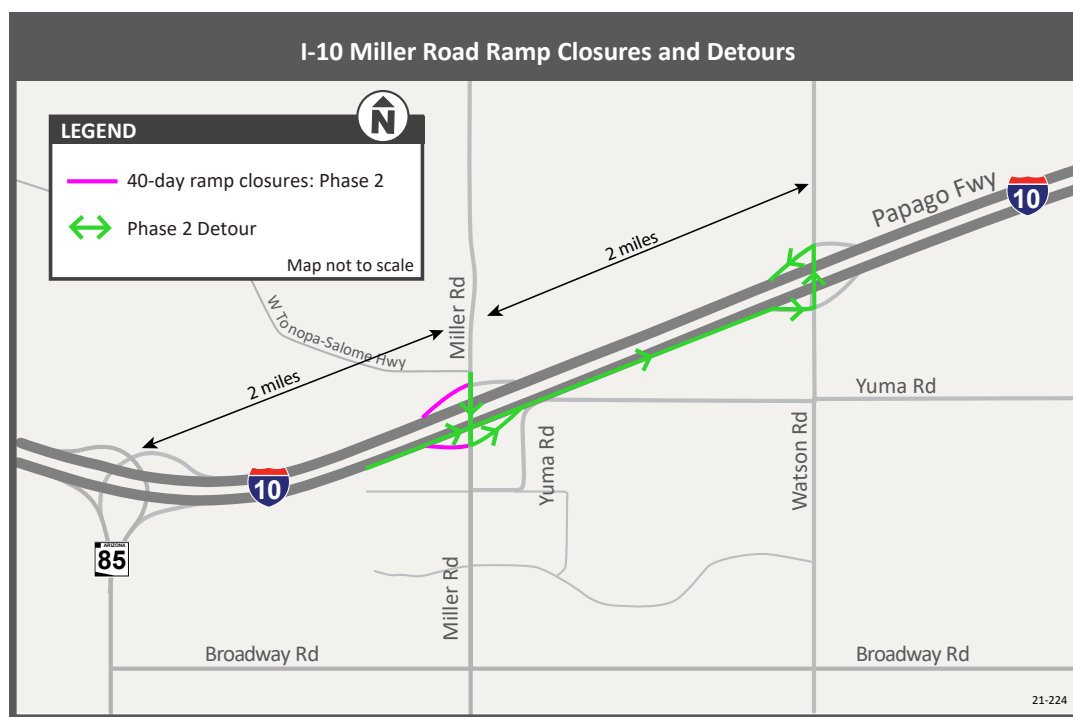 I-10 Miller Road Ramp Closures and Detours
N
LEGEND
40-day ramp closures: Phase 2
Phase 2 Detour
Map not to scale
Papago Fwy
10
2 miles
Miller Rd
W Tonopa-Salome Hwy
2 miles
Yuma Rd
Yuma Rd
Watson Rd
10
ARIZONA
85
Miller Rd
Broadway Rd
Broadway Rd
21-224